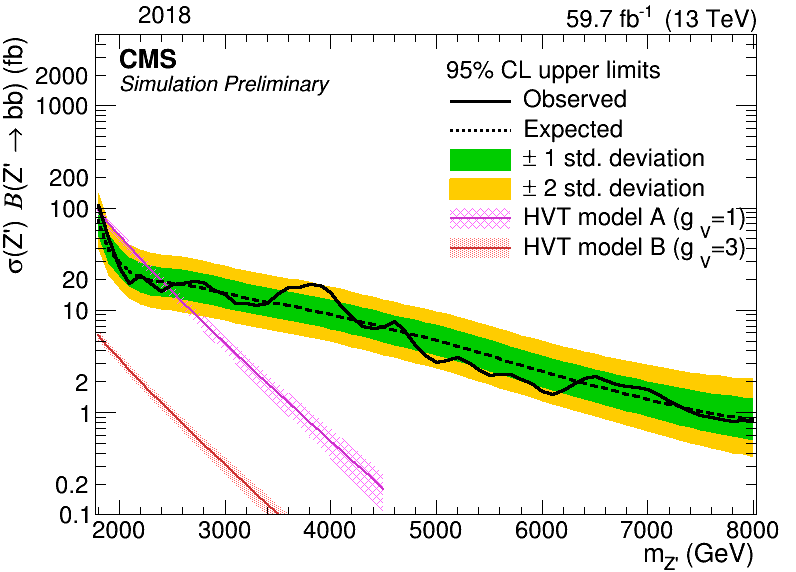 2018
59.7 fb⁻¹ (13 TeV)
CMS
Simulation Preliminary
95% CL upper limits
Observed
Expected
± 1 std. deviation
± 2 std. deviation
HVT model A (g_V=1)
HVT model B (g_V=3)
σ(Z') B(Z' → bb) (fb)
2000
1000
200
100
20
10
2
1
0.2
0.1
2000 3000 4000 5000 6000 7000 8000
m_Z' (GeV)